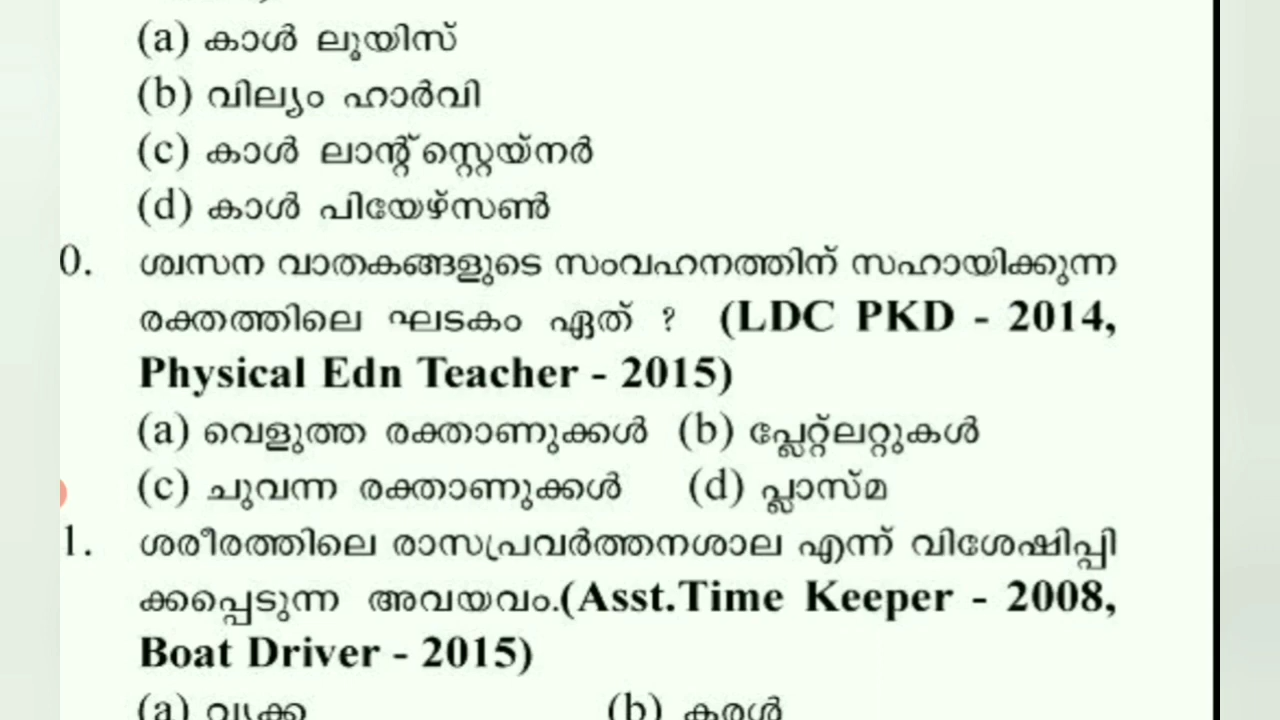 (a) കാൾ ലൂയിസ്
(b) വില്യം ഹാർവി
(c) കാൾ ലാന്റ് സ്റ്റെയ്നർ
(d) കാൾ പിയേഴ്സൺ
0. ശ്വസന വാതകങ്ങളുടെ സംവഹനത്തിന് സഹായിക്കുന്ന
രക്തത്തിലെ ഘടകം ഏത് ? (LDC PKD - 2014,
Physical Edn Teacher - 2015)
(a) വെളുത്ത രക്താണുക്കൾ (b) പ്ലേറ്റ്ലറ്റുകൾ
(c) ചുവന്ന രക്താണുക്കൾ (d) പ്ലാസ്മ
1. ശരീരത്തിലെ രാസപ്രവർത്തനശാല എന്ന് വിശേഷിപ്പി
ക്കപ്പെടുന്ന അവയവം.(Asst.Time Keeper - 2008,
Boat Driver - 2015)
(a) വൃക്ക (b) കരൾ